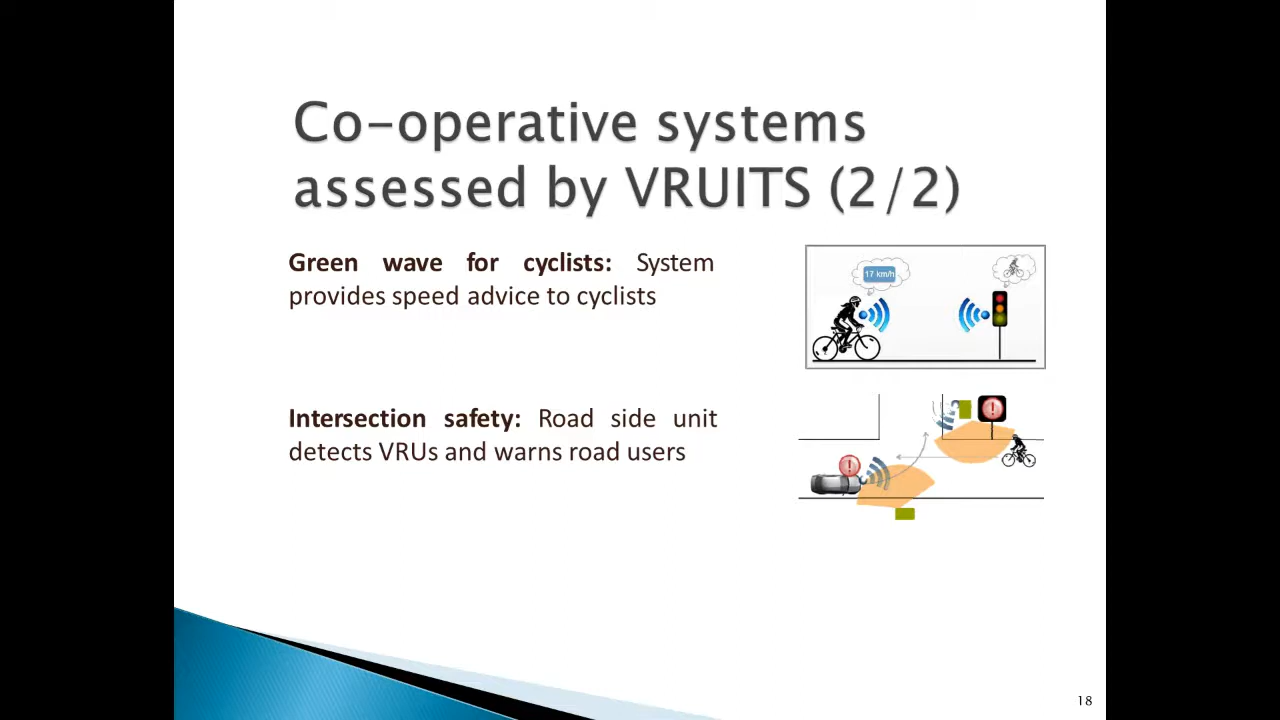 Co-operative systems
assessed by VRUITS (2/2)
Green wave for cyclists: System
provides speed advice to cyclists
17 km/h
Intersection safety: Road side unit
detects VRUs and warns road users
!
!
18